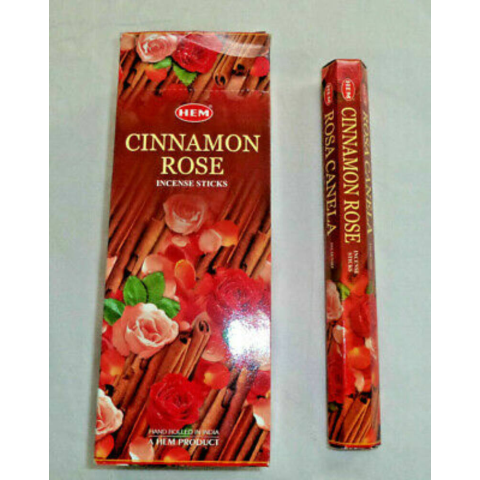 HEM
CINNAMON
ROSE
INCENSE STICKS
HAND ROLLED IN INDIA
A HEM PRODUCT
HEM
CINNAMON ROSE
INCENSE
STICKS
ROSA CANELA
ROSA CANELA